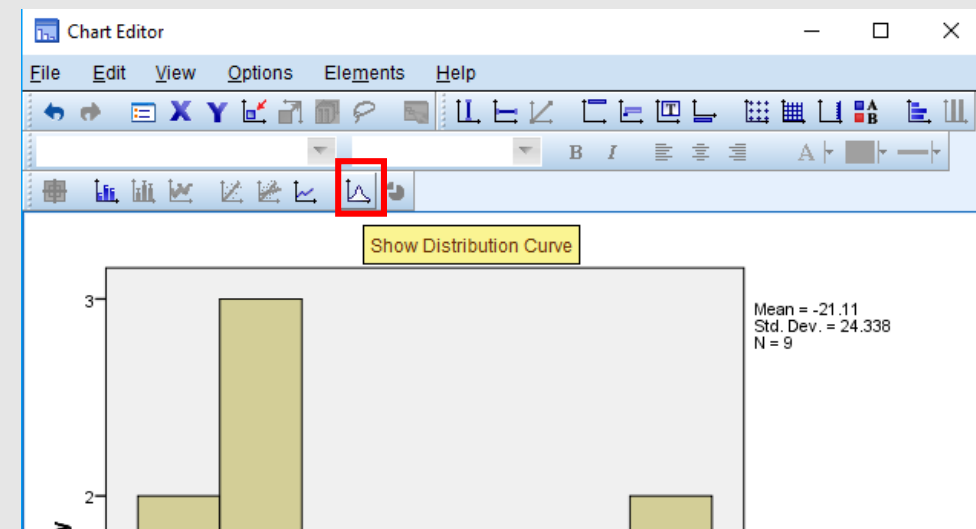 Chart Editor
File Edit View Options Elements Help
X Y T A B
B I A
Show Distribution Curve
3
Mean = -21.11
Std. Dev. = 24.338
N = 9
2
y